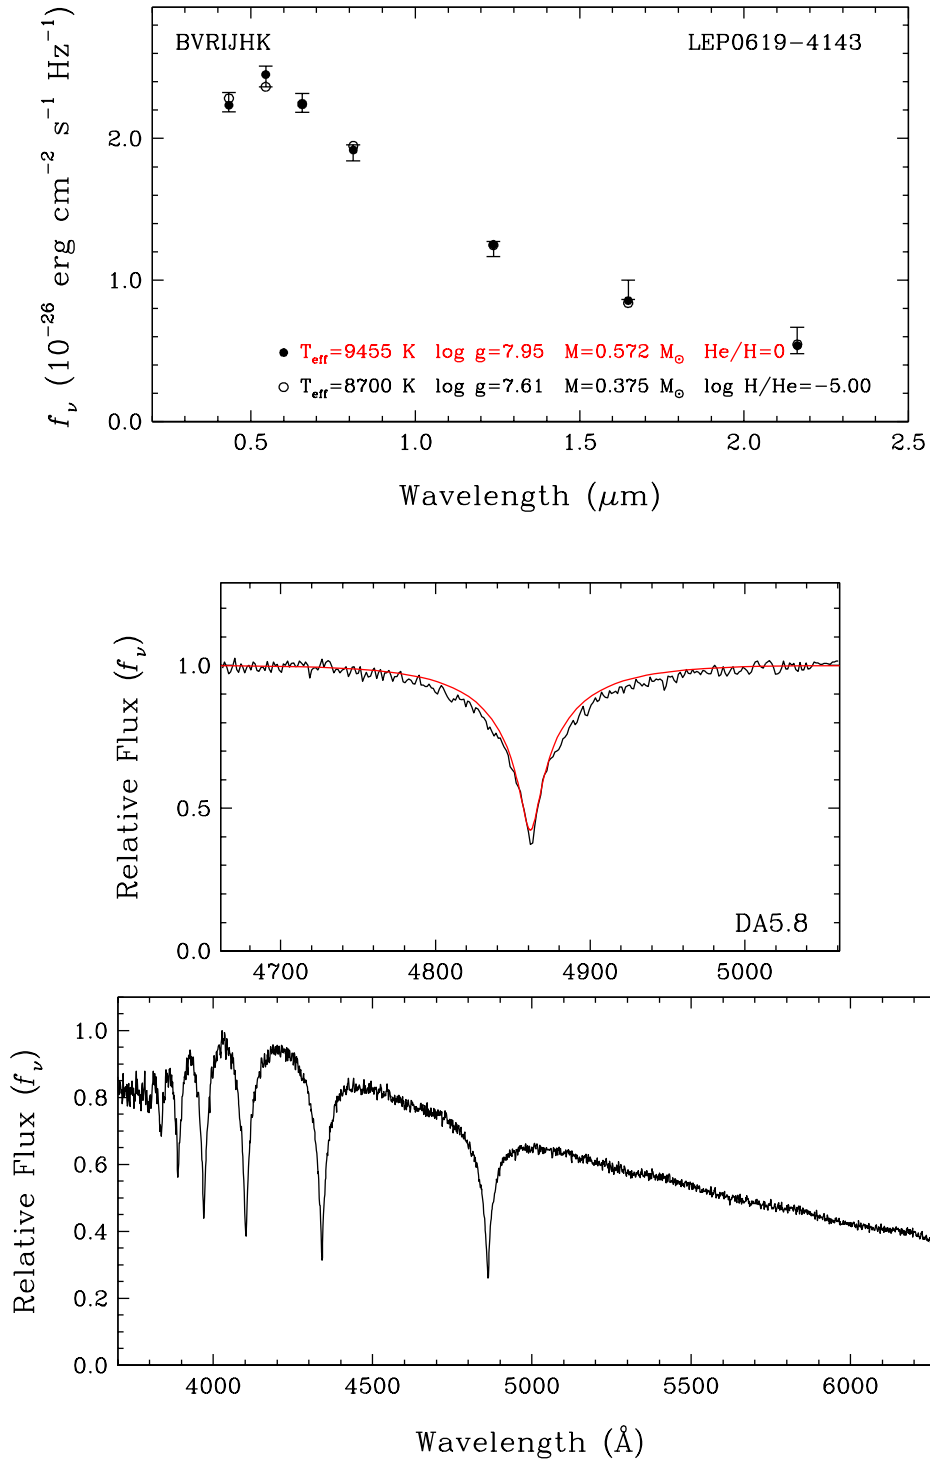 BVRIJHK LEP0619−4143
f_ν (10^−26 erg cm^−2 s^−1 Hz^−1)
2.0
1.0
0.0
T_eff=9455 K log g=7.95 M=0.572 M_⊙ He/H=0
T_eff=8700 K log g=7.61 M=0.375 M_⊙ log H/He=−5.00
0.5 1.0 1.5 2.0 2.5
Wavelength (μm)
Relative Flux (f_ν)
1.0
0.5
0.0
DA5.8
4700 4800 4900 5000
Relative Flux (f_ν)
1.0
0.8
0.6
0.4
0.2
0.0
4000 4500 5000 5500 6000
Wavelength (Å)